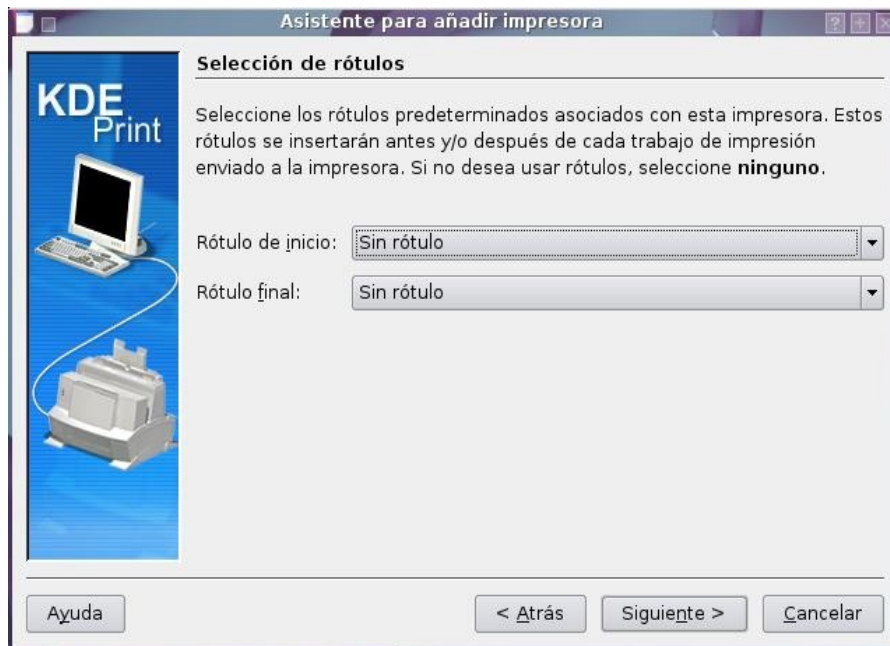 Asistente para añadir impresora
KDE
Print
Selección de rótulos
Seleccione los rótulos predeterminados asociados con esta impresora. Estos
rótulos se insertarán antes y/o después de cada trabajo de impresión
enviado a la impresora. Si no desea usar rótulos, seleccione ninguno.
Rótulo de inicio: Sin rótulo
Rótulo final: Sin rótulo
Ayuda < Atrás Siguiente > Cancelar